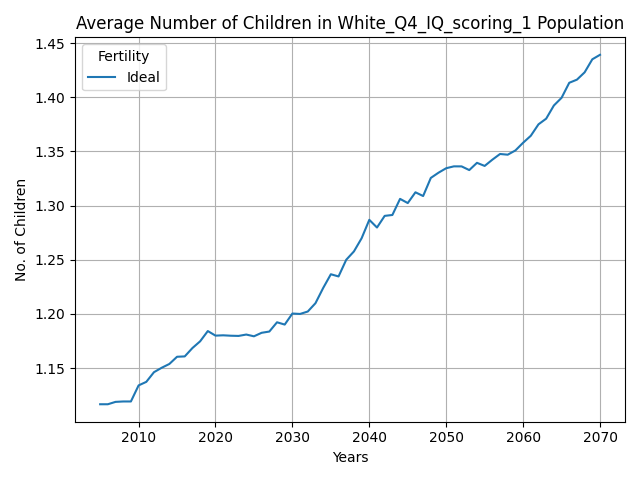 Average Number of Children in White_Q4_IQ_scoring_1 Population
Fertility
Ideal
No. of Children
1.45
1.40
1.35
1.30
1.25
1.20
1.15
2010 2020 2030 2040 2050 2060 2070
Years